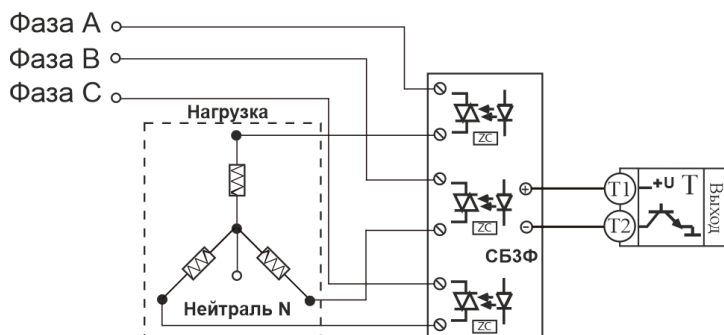 Фаза A
Фаза B
Фаза C
Нагрузка
ZC
ZC
СБ3Ф
ZC
Нейтраль N
T1
+U
T
T2
Выход